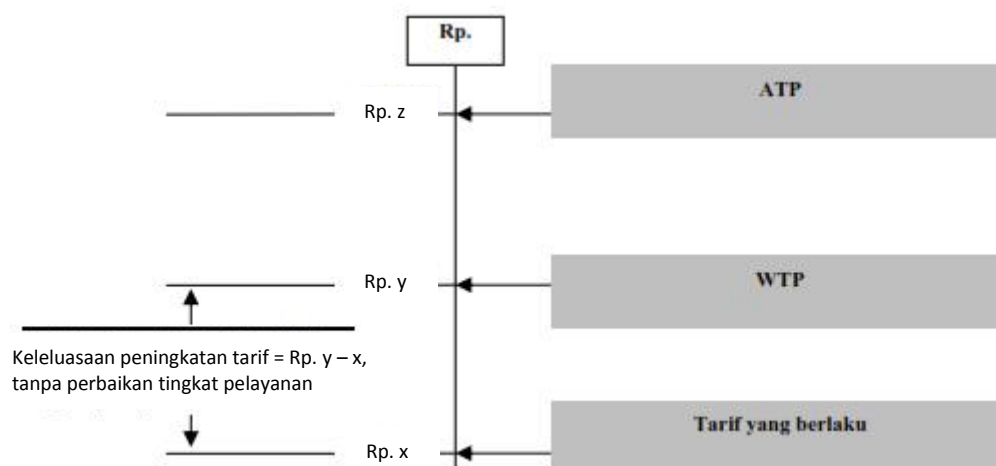 Rp.
ATP
Rp. z
Rp. y
WTP
Keleluasaan peningkatan tarif = Rp. y – x,
tanpa perbaikan tingkat pelayanan
Tarif yang berlaku
Rp. x